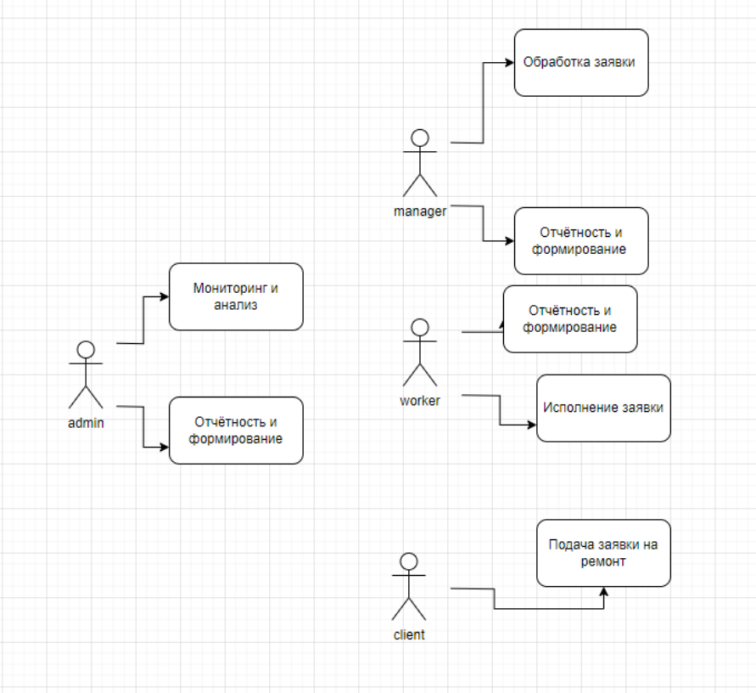 Обработка заявки
manager
Отчётность и
формирование
Мониторинг и
анализ
Отчётность и
формирование
admin
worker
Исполнение заявки
Отчётность и
формирование
Подача заявки на
ремонт
client